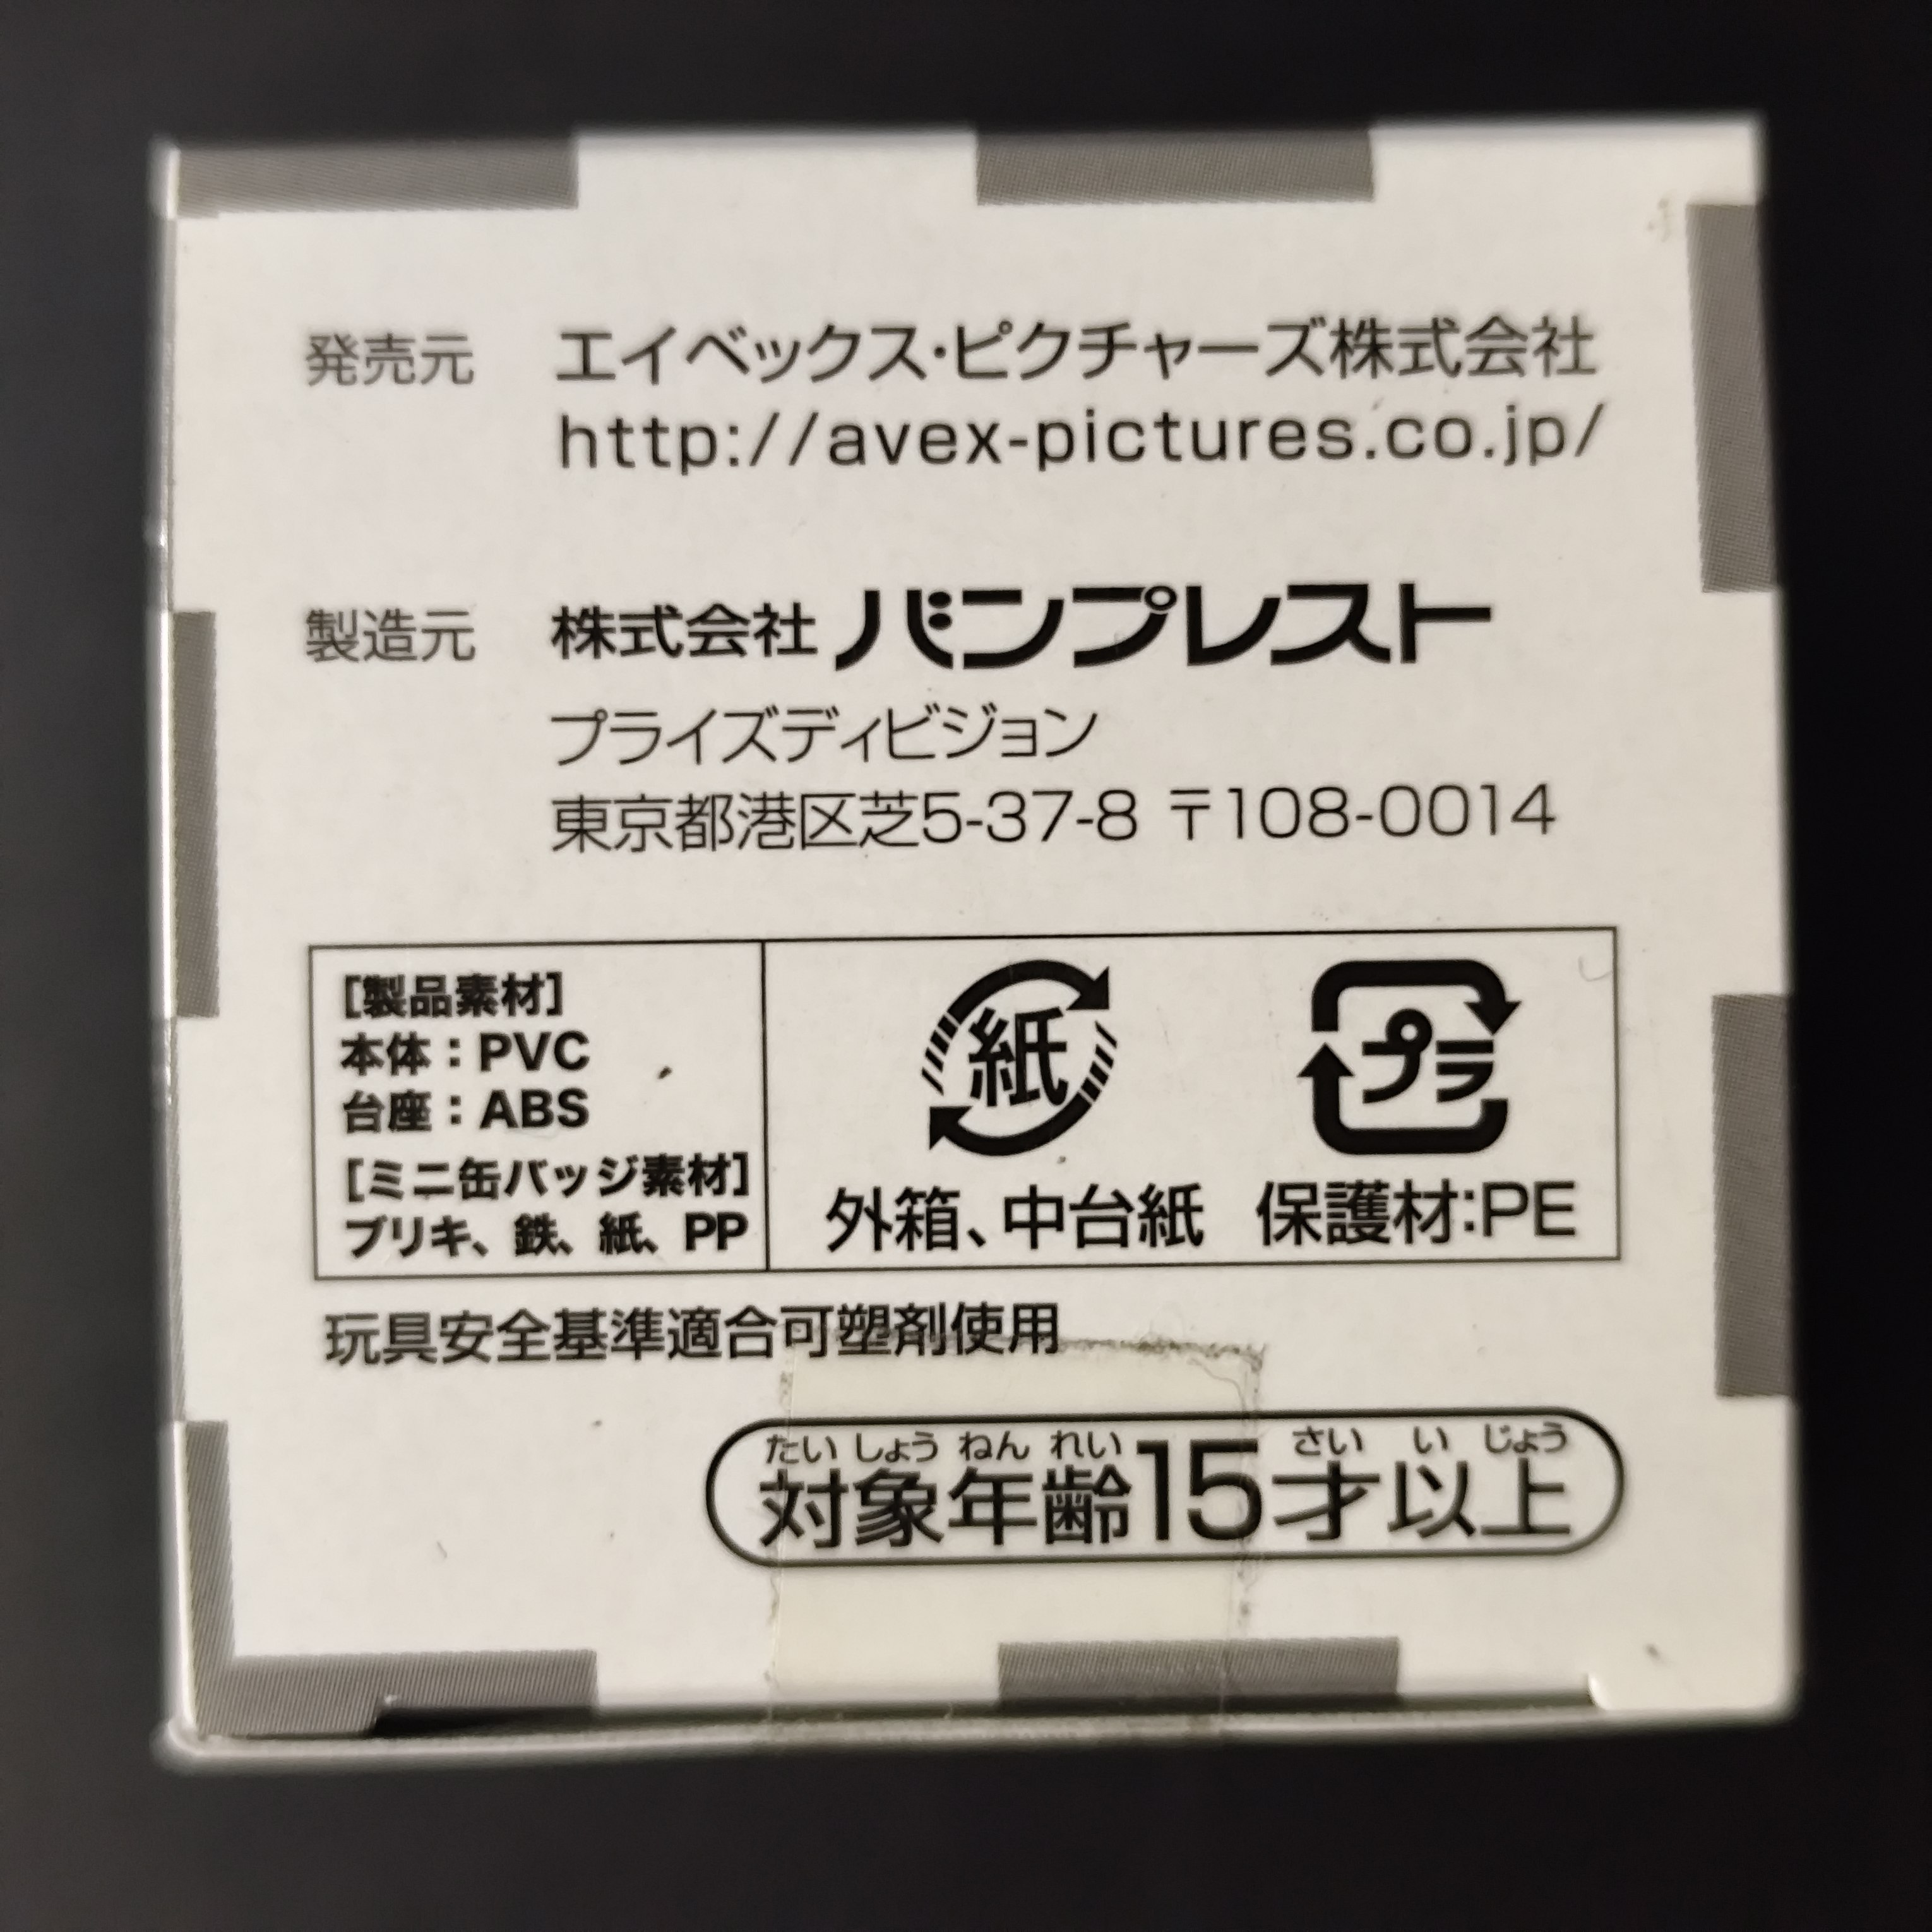 発売元 エイベックス・ピクチャーズ株式会社
http://avex-pictures.co.jp/
製造元 株式会社 バンプレスト
プライズディビジョン
東京都港区芝5-37-8 〒108-0014
[製品素材]
本体：PVC
台座：ABS
[ミニ缶バッジ素材]
ブリキ、鉄、紙、PP
紙
外箱、中台紙
プラ
保護材:PE
玩具安全基準適合可塑剤使用
たい しょう ねん れい さい い じょう
対象年齢15才以上